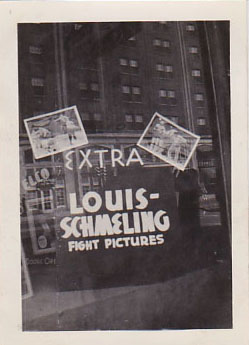 EXTRA
LOUIS-
SCHMELING
FIGHT PICTURES